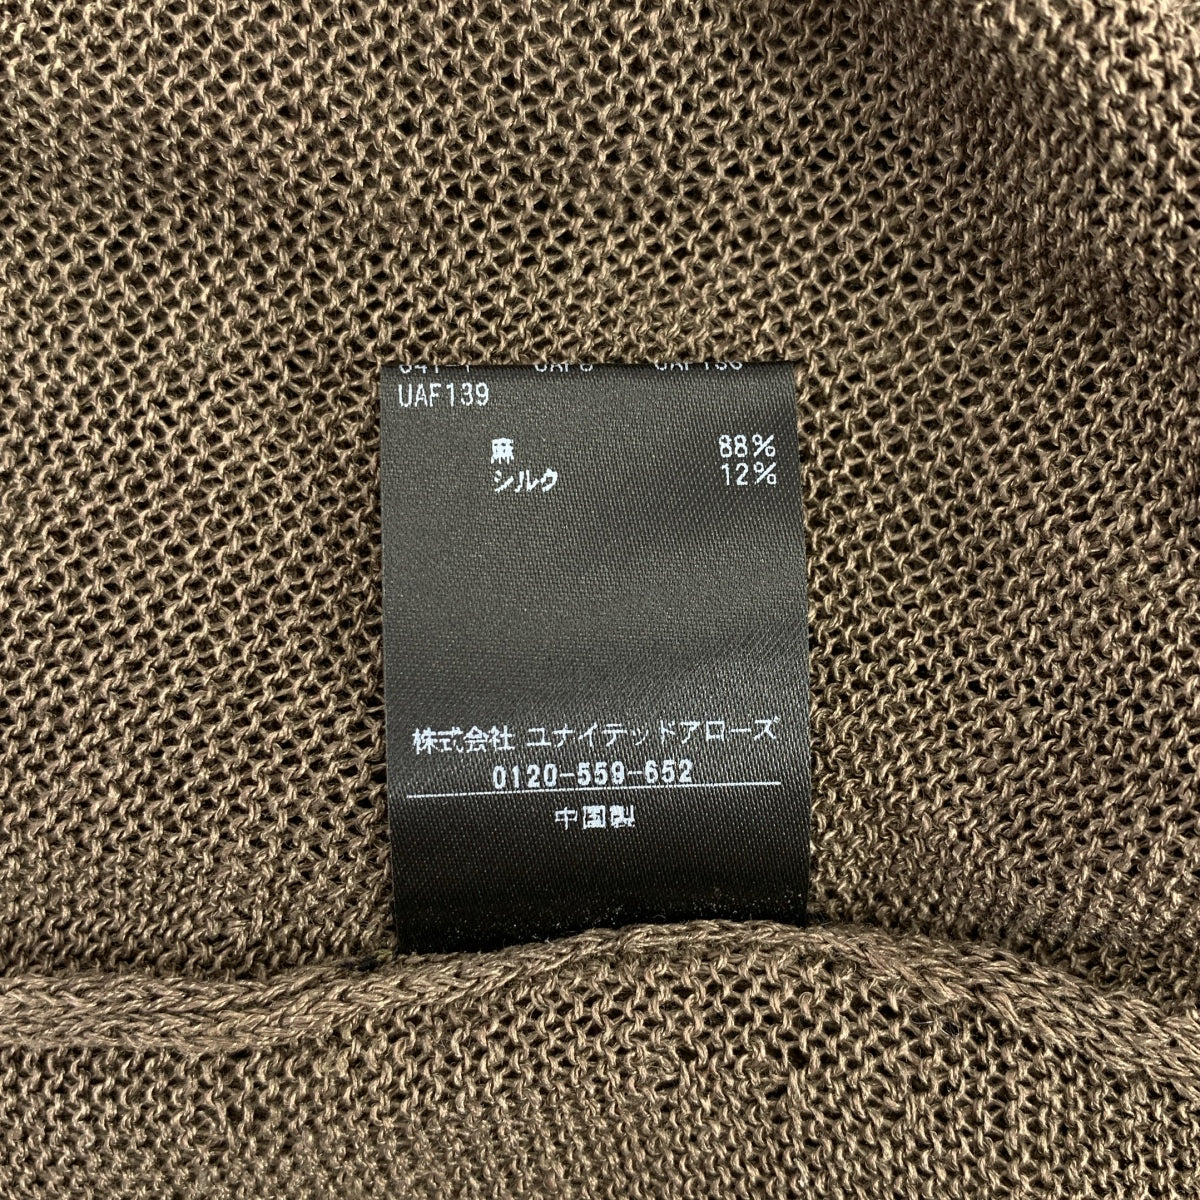 UAF139
麻 88%
シルク 12%
株式会社 ユナイテッドアローズ
0120-559-652
中国製